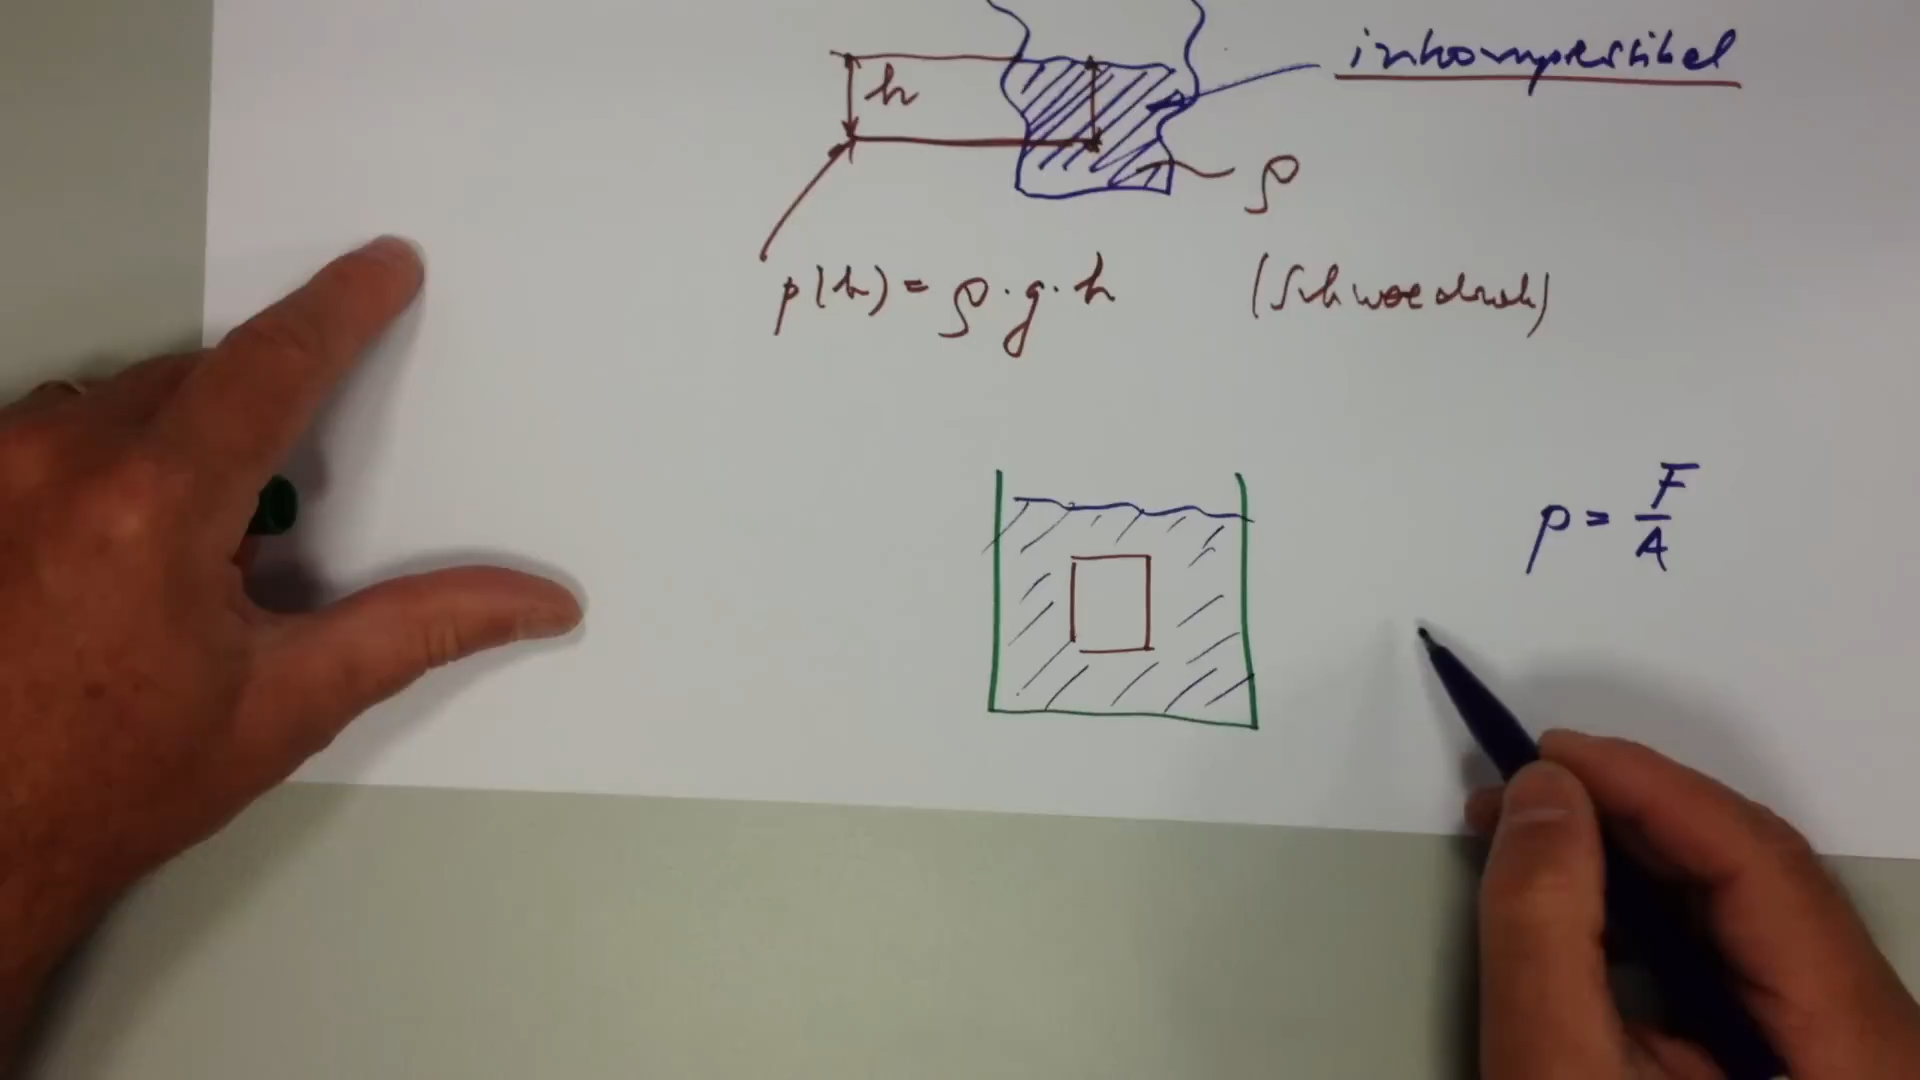 inkompressibel
h
ρ
p(h) = ρ · g · h (Schweredruck)
p = F/A